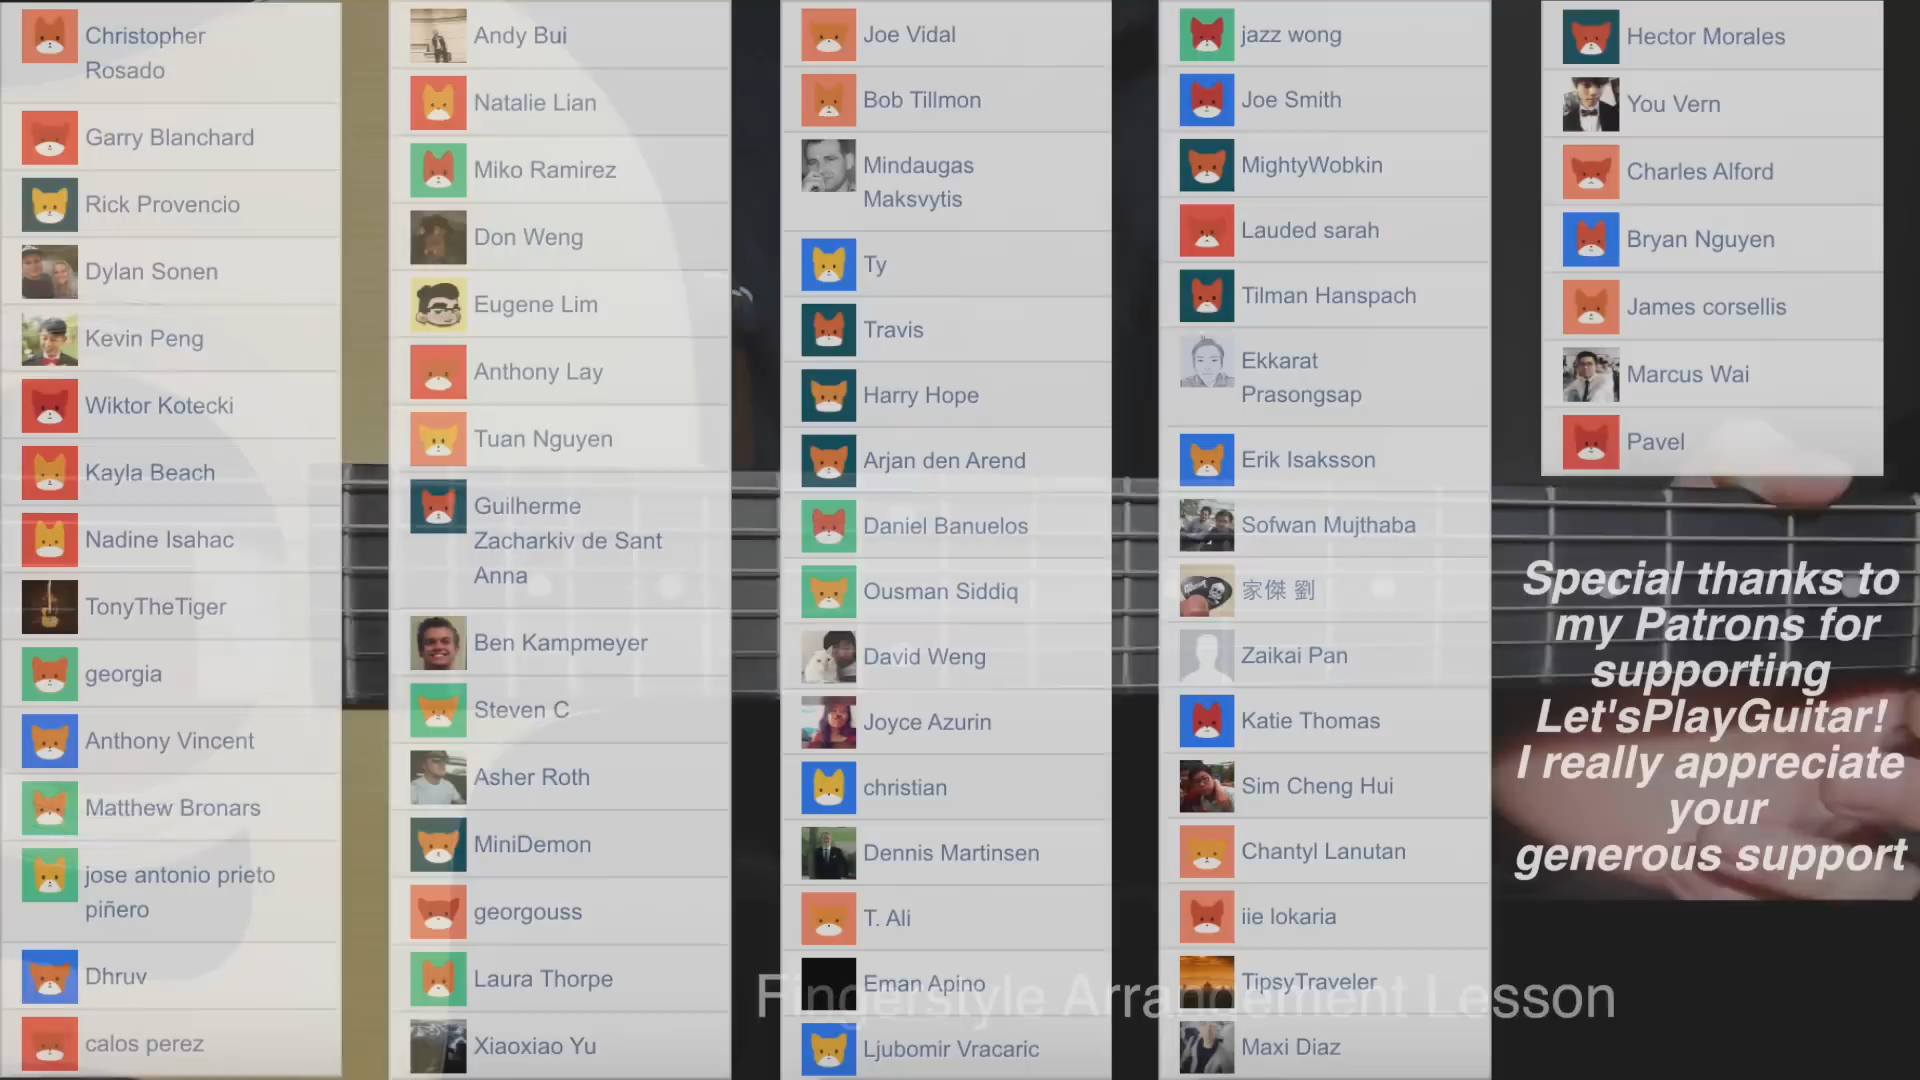 Christopher
Rosado
Garry Blanchard
Rick Provencio
Dylan Sonen
Kevin Peng
Wiktor Kotecki
Kayla Beach
Nadine Isahac
TonyTheTiger
georgia
Anthony Vincent
Matthew Bronars
jose antonio prieto
piñero
Dhruv
calos perez
Andy Bui
Natalie Lian
Miko Ramirez
Don Weng
Eugene Lim
Anthony Lay
Tuan Nguyen
Guilherme
Zacharkiv de Sant
Anna
Ben Kampmeyer
Steven C
Asher Roth
MiniDemon
georgouss
Laura Thorpe
Xiaoxiao Yu
Joe Vidal
Bob Tillmon
Mindaugas
Maksvytis
Ty
Travis
Harry Hope
Arjan den Arend
Daniel Banuelos
Ousman Siddiq
David Weng
Joyce Azurin
christian
Dennis Martinsen
T. Ali
Eman Apino
Ljubomir Vracaric
jazz wong
Joe Smith
MightyWobkin
Lauded sarah
Tilman Hanspach
Ekkarat
Prasongsap
Erik Isaksson
Sofwan Mujthaba
家傑 劉
Zaikai Pan
Katie Thomas
Sim Cheng Hui
Chantyl Lanutan
iie lokaria
TipsyTraveler
Maxi Diaz
Hector Morales
You Vern
Charles Alford
Bryan Nguyen
James corsellis
Marcus Wai
Pavel
Special thanks to
my Patrons for
supporting
Let'sPlayGuitar!
I really appreciate
your
generous support
Fingerstyle Arrangement Lesson